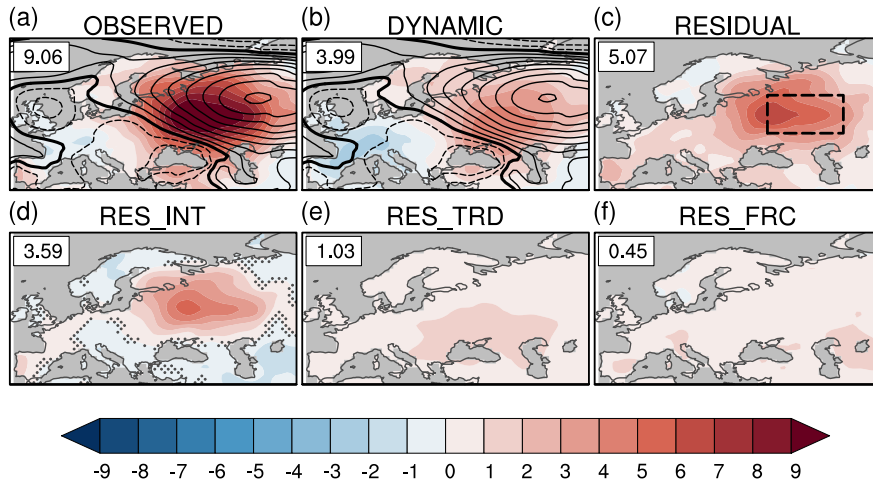 (a) OBSERVED (b) DYNAMIC (c) RESIDUAL
9.06 3.99 5.07
(d) RES_INT (e) RES_TRD (f) RES_FRC
3.59 1.03 0.45
-9 -8 -7 -6 -5 -4 -3 -2 -1 0 1 2 3 4 5 6 7 8 9